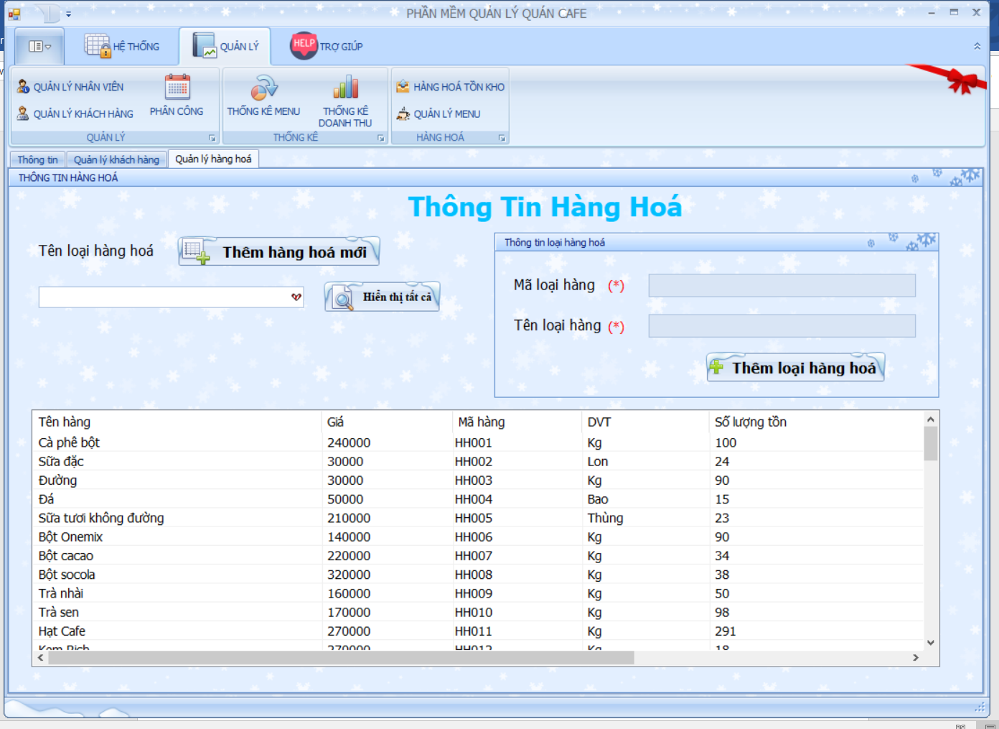 PHẦN MỀM QUẢN LÝ QUÁN CAFE
HỆ THỐNG
QUẢN LÝ
HELP
TRỢ GIÚP
QUẢN LÝ NHÂN VIÊN
QUẢN LÝ KHÁCH HÀNG
PHÂN CÔNG
QUẢN LÝ
THỐNG KÊ MENU
THỐNG KÊ
DOANH THU
THỐNG KÊ
HÀNG HOÁ TỒN KHO
QUẢN LÝ MENU
HÀNG HOÁ
Thông tin Quản lý khách hàng Quản lý hàng hoá
THÔNG TIN HÀNG HOÁ
Thông Tin Hàng Hoá
Tên loại hàng hoá
Thêm hàng hoá mới
Hiển thị tất cả
Thông tin loại hàng hoá
Mã loại hàng (*)
Tên loại hàng (*)
Thêm loại hàng hoá
Tên hàng Giá Mã hàng DVT Số lượng tồn
Cà phê bột 240000 HH001 Kg 100
Sữa đặc 30000 HH002 Lon 24
Đường 30000 HH003 Kg 90
Đá 50000 HH004 Bao 15
Sữa tươi không đường 210000 HH005 Thùng 23
Bột Onemix 140000 HH006 Kg 90
Bột cacao 220000 HH007 Kg 34
Bột socola 320000 HH008 Kg 38
Trà nhài 160000 HH009 Kg 50
Trà sen 170000 HH010 Kg 98
Hạt Cafe 270000 HH011 Kg 291
Kem Rich 270000 HH012 Kg 18